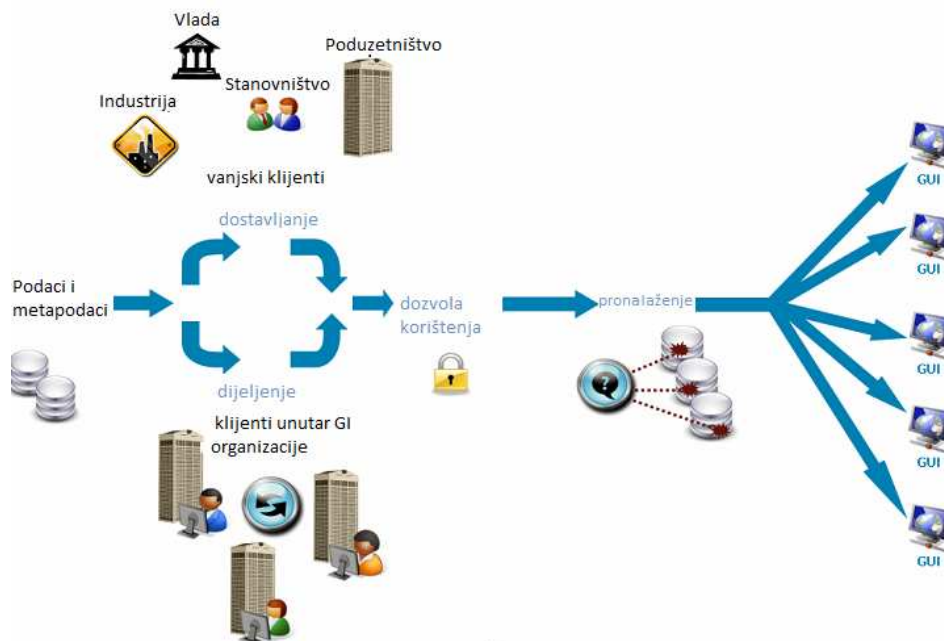 Vlada
Poduzetništvo
Stanovništvo
Industrija
vanjski klijenti
dostavljanje
Podaci i
metapodaci
dozvola
korištenja
pronalaženje
dijeljenje
klijenti unutar GI
organizacije
GUI
GUI
GUI
GUI
GUI